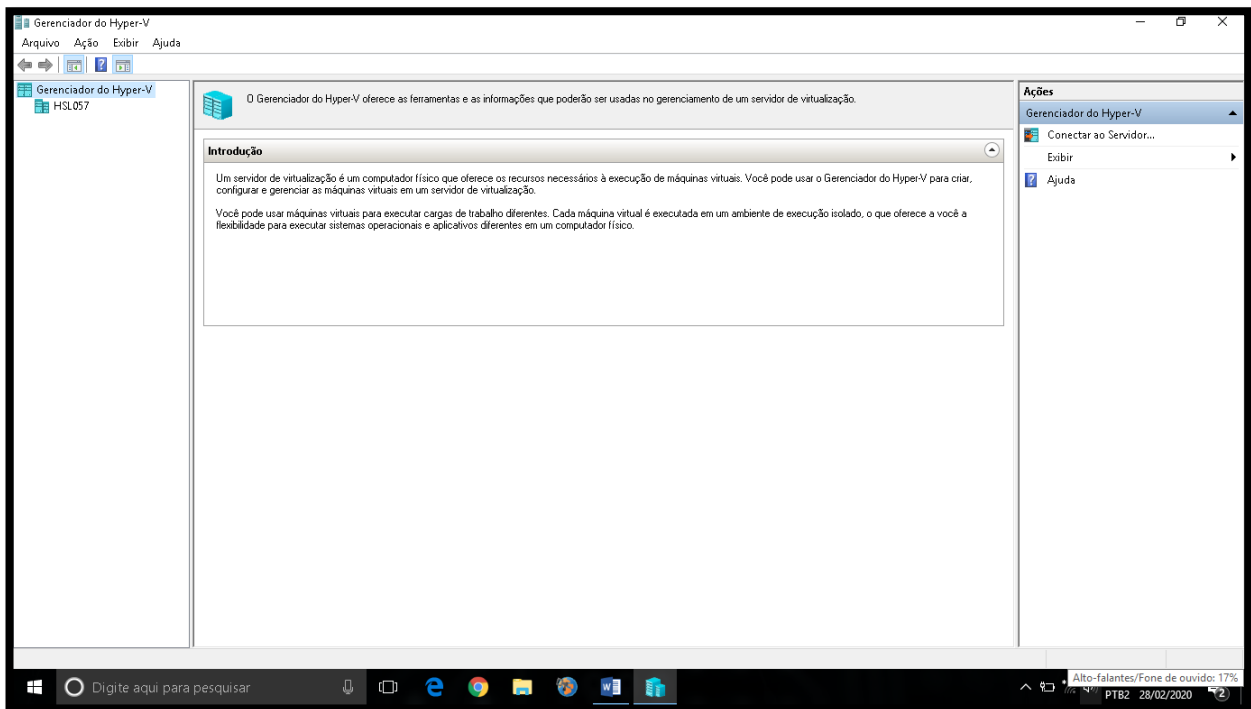 Gerenciador do Hyper-V
Arquivo Ação Exibir Ajuda
Gerenciador do Hyper-V
HSL057
O Gerenciador do Hyper-V oferece as ferramentas e as informações que poderão ser usadas no gerenciamento de um servidor de virtualização.
Introdução
Um servidor de virtualização é um computador físico que oferece os recursos necessários à execução de máquinas virtuais. Você pode usar o Gerenciador do Hyper-V para criar,
configurar e gerenciar as máquinas virtuais em um servidor de virtualização.
Você pode usar máquinas virtuais para executar cargas de trabalho diferentes. Cada máquina virtual é executada em um ambiente de execução isolado, o que oferece a você a
flexibilidade para executar sistemas operacionais e aplicativos diferentes em um computador físico.
Ações
Gerenciador do Hyper-V
Conectar ao Servidor...
Exibir
Ajuda
Digite aqui para pesquisar
Alto-falantes/Fone de ouvido: 17%
PTB2 28/02/2020
2